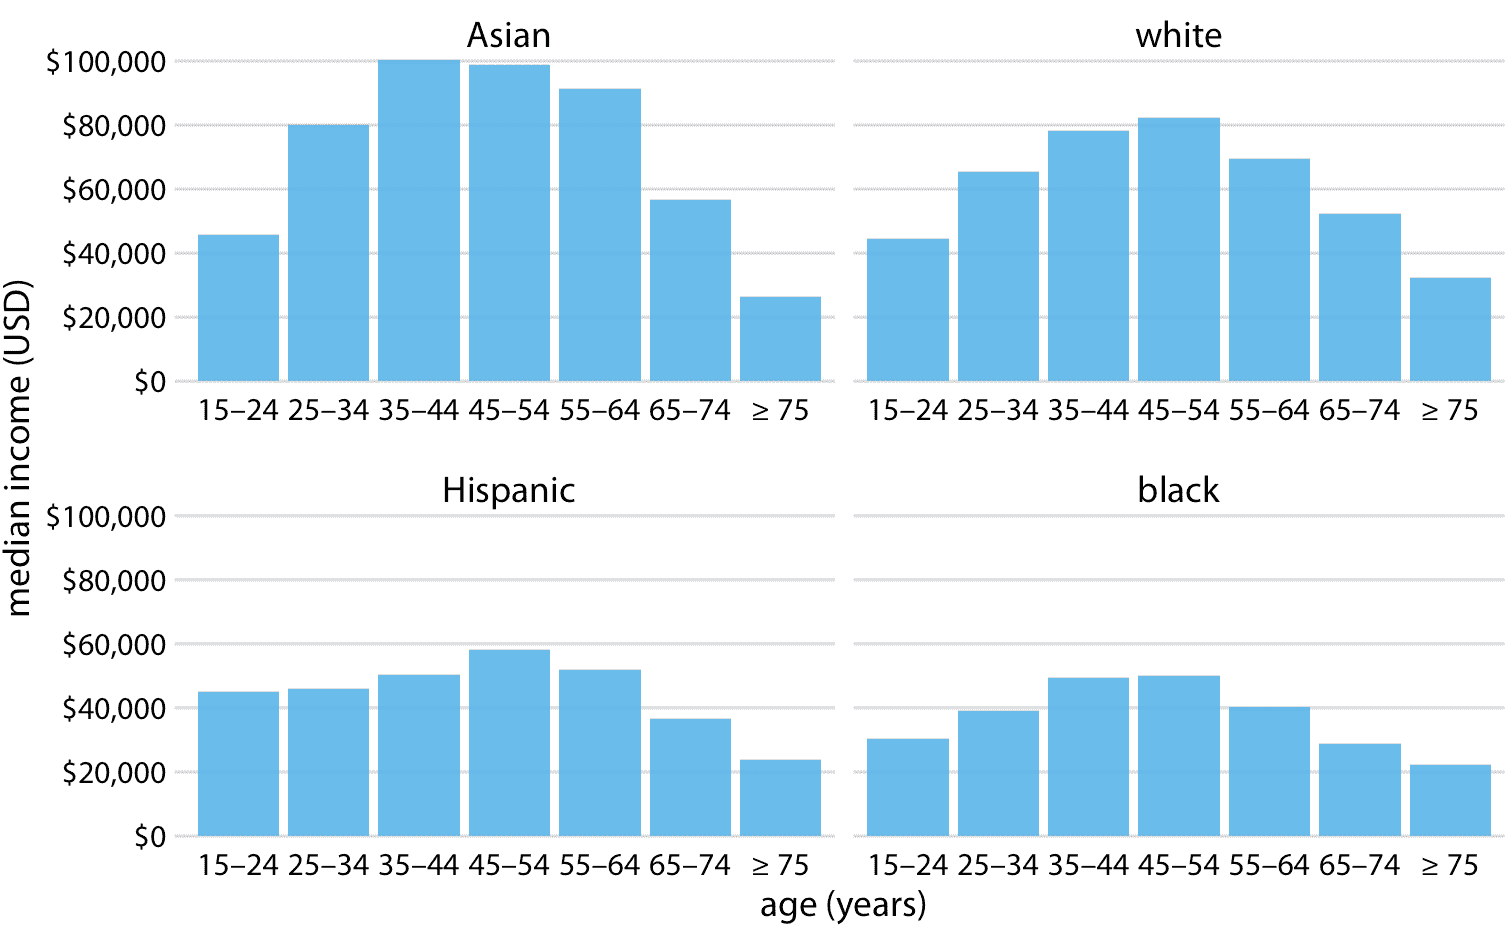 Asian
$100,000
$80,000
$60,000
$40,000
$20,000
$0
15–24 25–34 35–44 45–54 55–64 65–74 ≥ 75
white
15–24 25–34 35–44 45–54 55–64 65–74 ≥ 75
median income (USD)
Hispanic
$100,000
$80,000
$60,000
$40,000
$20,000
$0
15–24 25–34 35–44 45–54 55–64 65–74 ≥ 75
black
15–24 25–34 35–44 45–54 55–64 65–74 ≥ 75
age (years)